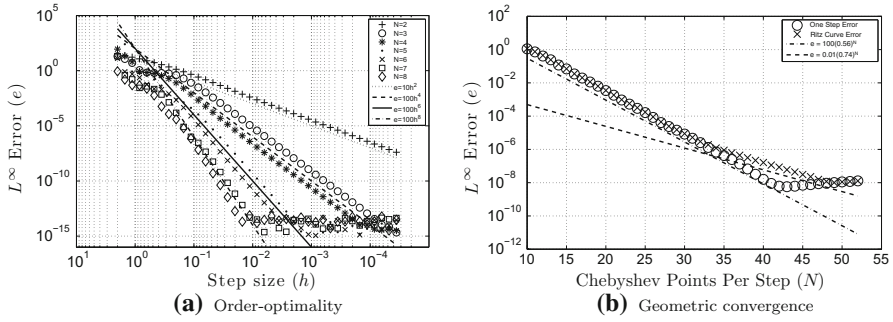 10^5
10^0
10^-5
10^-10
10^-15
L^∞ Error (e)
10^1
10^0
10^-1
10^-2
10^-3
10^-4
Step size (h)
N=2
N=3
N=4
N=5
N=6
N=7
N=8
e=100h^2
e=100h^4
e=100h^6
e=100h^8
(a) Order-optimality
10^2
10^0
10^-2
10^-4
10^-6
10^-8
10^-10
10^-12
L^∞ Error (e)
10 15 20 25 30 35 40 45 50 55
Chebyshev Points Per Step (N)
One Step Error
Ritz Curve Error
e = 100(0.56)^N
e = 0.01(0.74)^N
(b) Geometric convergence